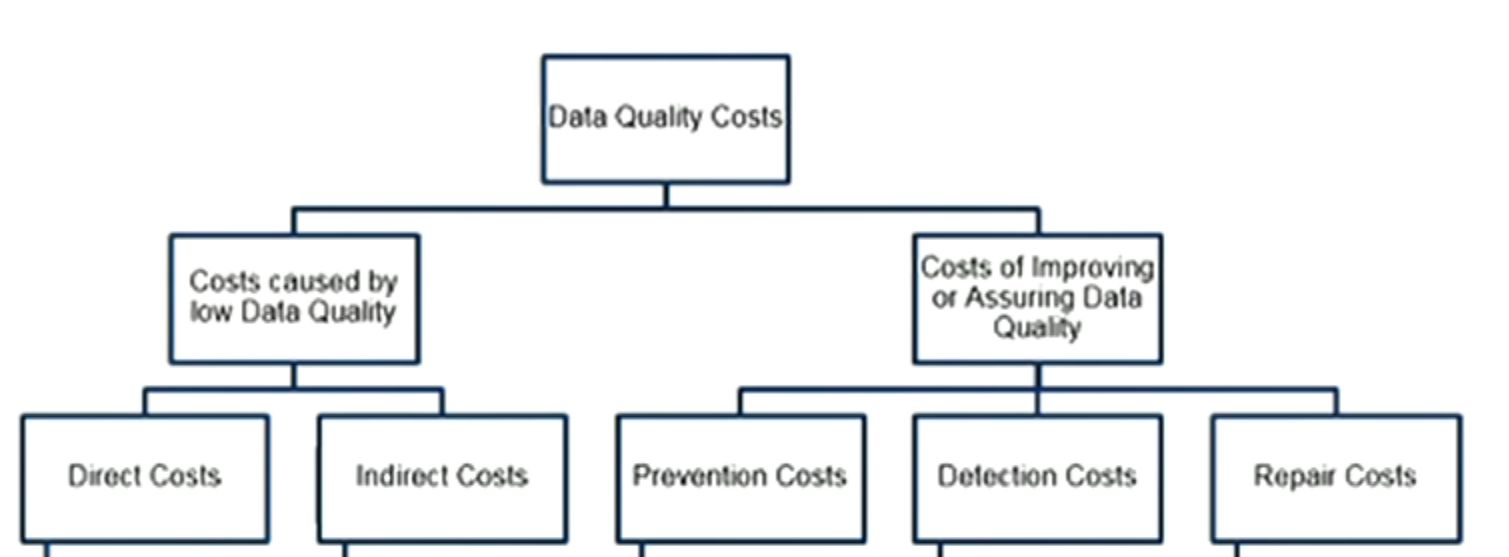 Data Quality Costs
Costs caused by
low Data Quality
Costs of Improving
or Assuring Data
Quality
Direct Costs
Indirect Costs
Prevention Costs
Detection Costs
Repair Costs